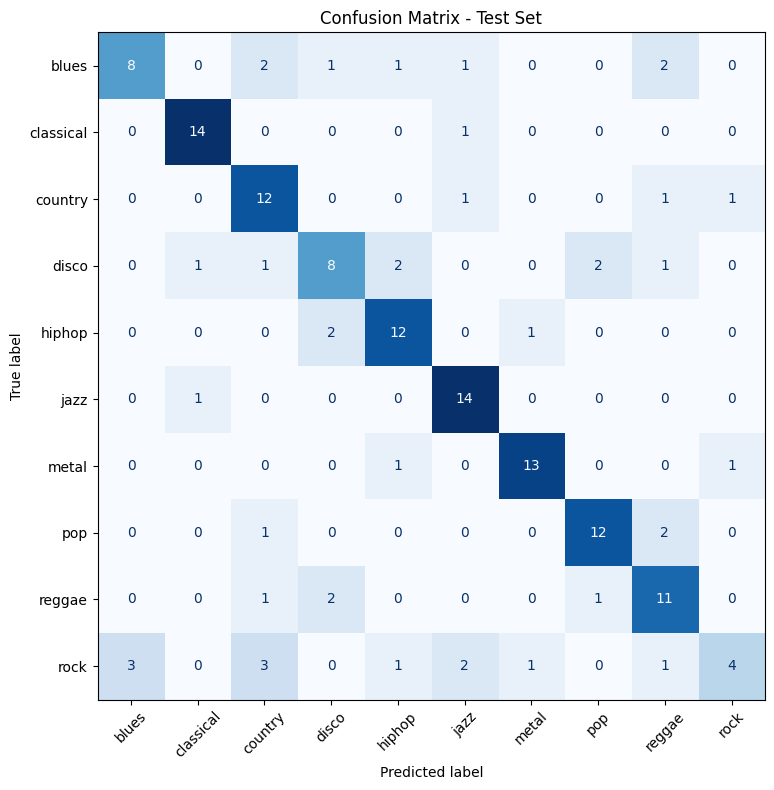 Confusion Matrix - Test Set
blues 8 0 2 1 1 1 0 0 2 0
classical 0 14 0 0 0 1 0 0 0 0
country 0 0 12 0 0 1 0 0 1 1
disco 0 1 1 8 2 0 0 2 1 0
hiphop 0 0 0 2 12 0 1 0 0 0
jazz 0 1 0 0 0 14 0 0 0 0
metal 0 0 0 0 1 0 13 0 0 1
pop 0 0 1 0 0 0 0 12 2 0
reggae 0 0 1 2 0 0 0 1 11 0
rock 3 0 3 0 1 2 1 0 1 4
True label
blues classical country disco hiphop jazz metal pop reggae rock
Predicted label